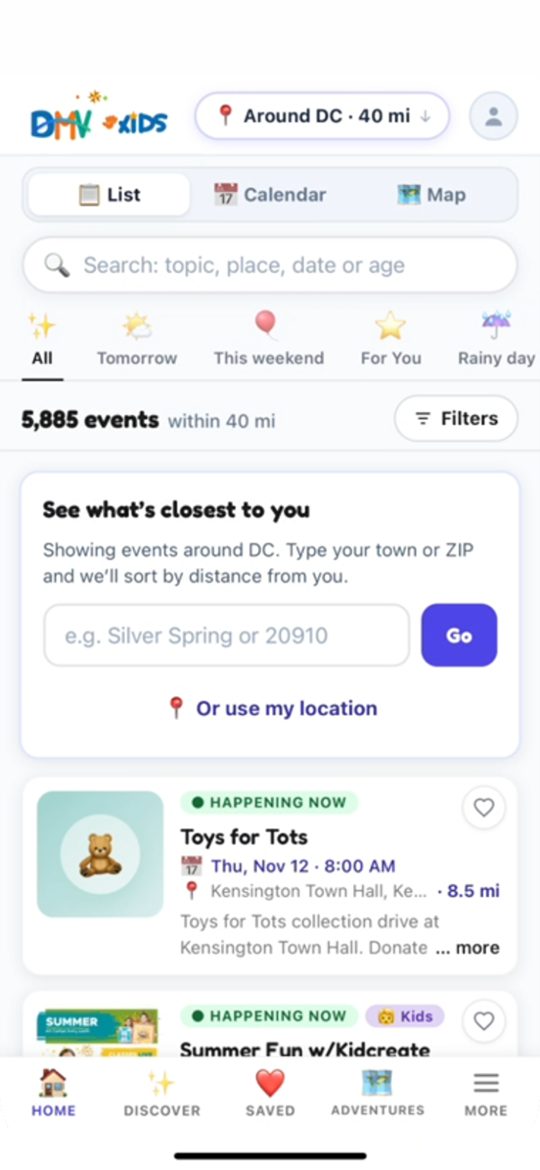 DMV KIDS
Around DC · 40 mi ↓
List
17 Calendar
Map
Search: topic, place, date or age
All
Tomorrow
This weekend
For You
Rainy day
5,885 events within 40 mi
Filters
See what's closest to you
Showing events around DC. Type your town or ZIP
and we'll sort by distance from you.
e.g. Silver Spring or 20910
Go
Or use my location
HAPPENING NOW
Toys for Tots
17 Thu, Nov 12 · 8:00 AM
Kensington Town Hall, Ke... · 8.5 mi
Toys for Tots collection drive at
Kensington Town Hall. Donate ... more
SUMMER
HAPPENING NOW
Kids
Summer Fun w/Kidcreate
HOME
DISCOVER
SAVED
ADVENTURES
MORE